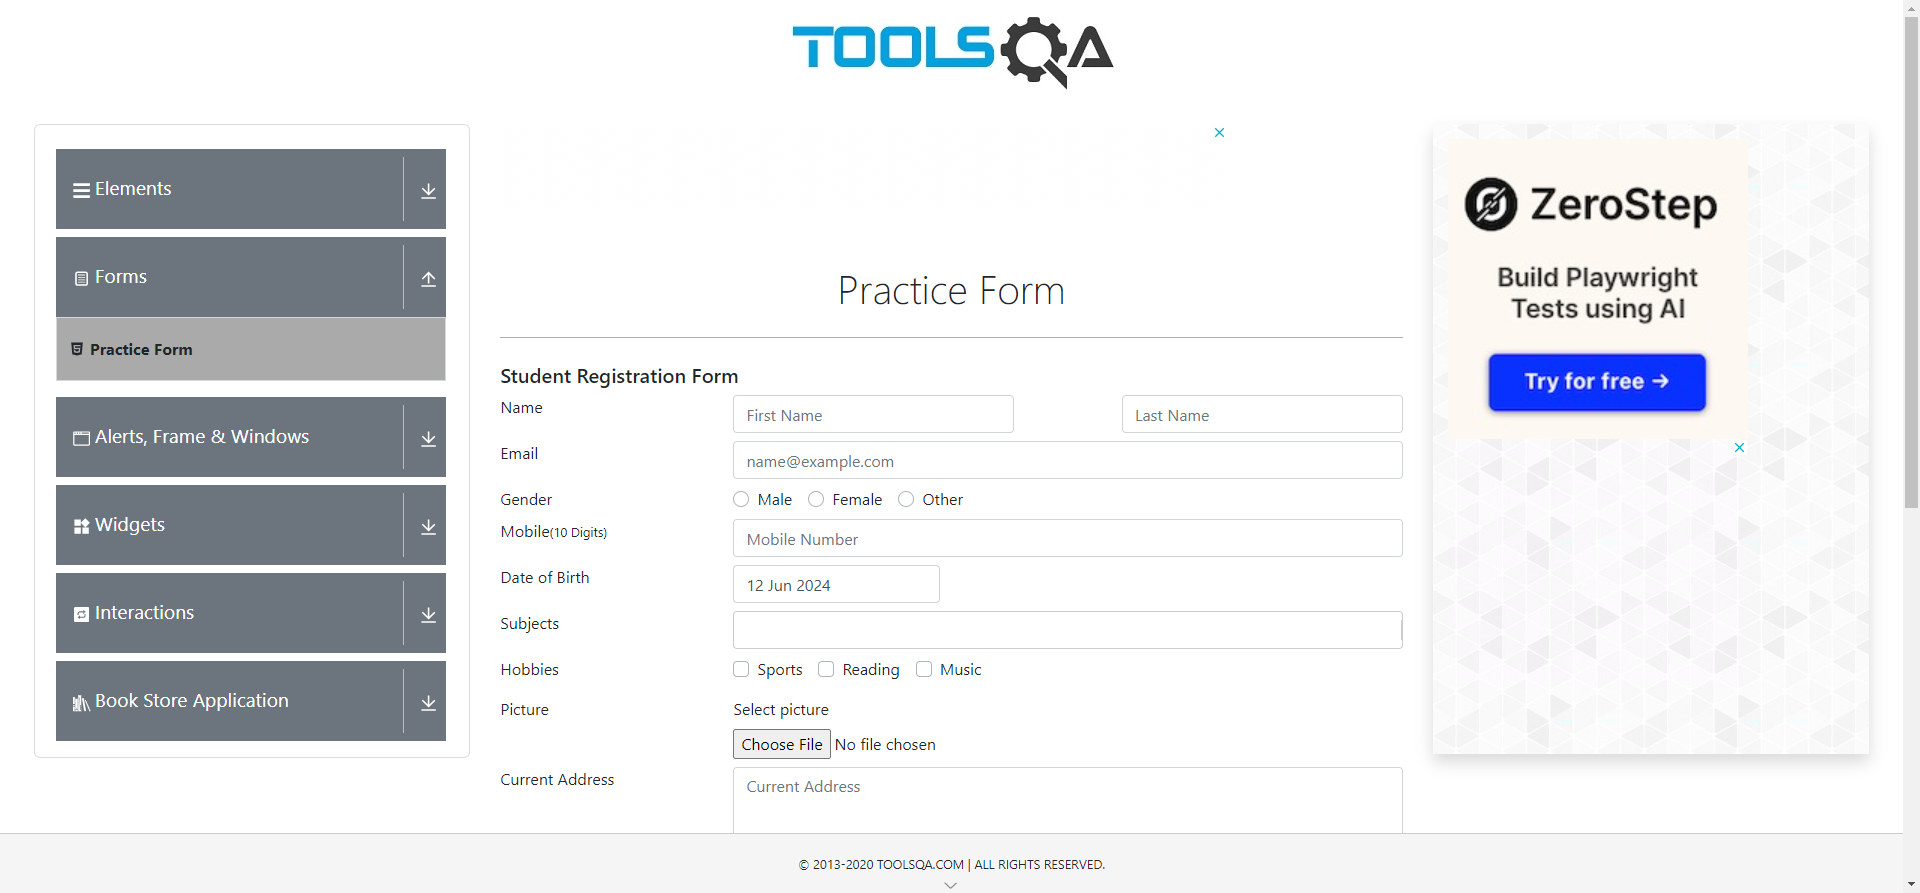 TOOLSQA
Elements
Forms
Practice Form
Alerts, Frame & Windows
Widgets
Interactions
Book Store Application
Practice Form
Student Registration Form
Name
First Name
Last Name
Email
name@example.com
Gender
Male
Female
Other
Mobile(10 Digits)
Mobile Number
Date of Birth
12 Jun 2024
Subjects
Hobbies
Sports
Reading
Music
Picture
Select picture
Choose File
No file chosen
Current Address
Current Address
ZeroStep
Build Playwright
Tests using AI
Try for free →
© 2013-2020 TOOLSQA.COM | ALL RIGHTS RESERVED.